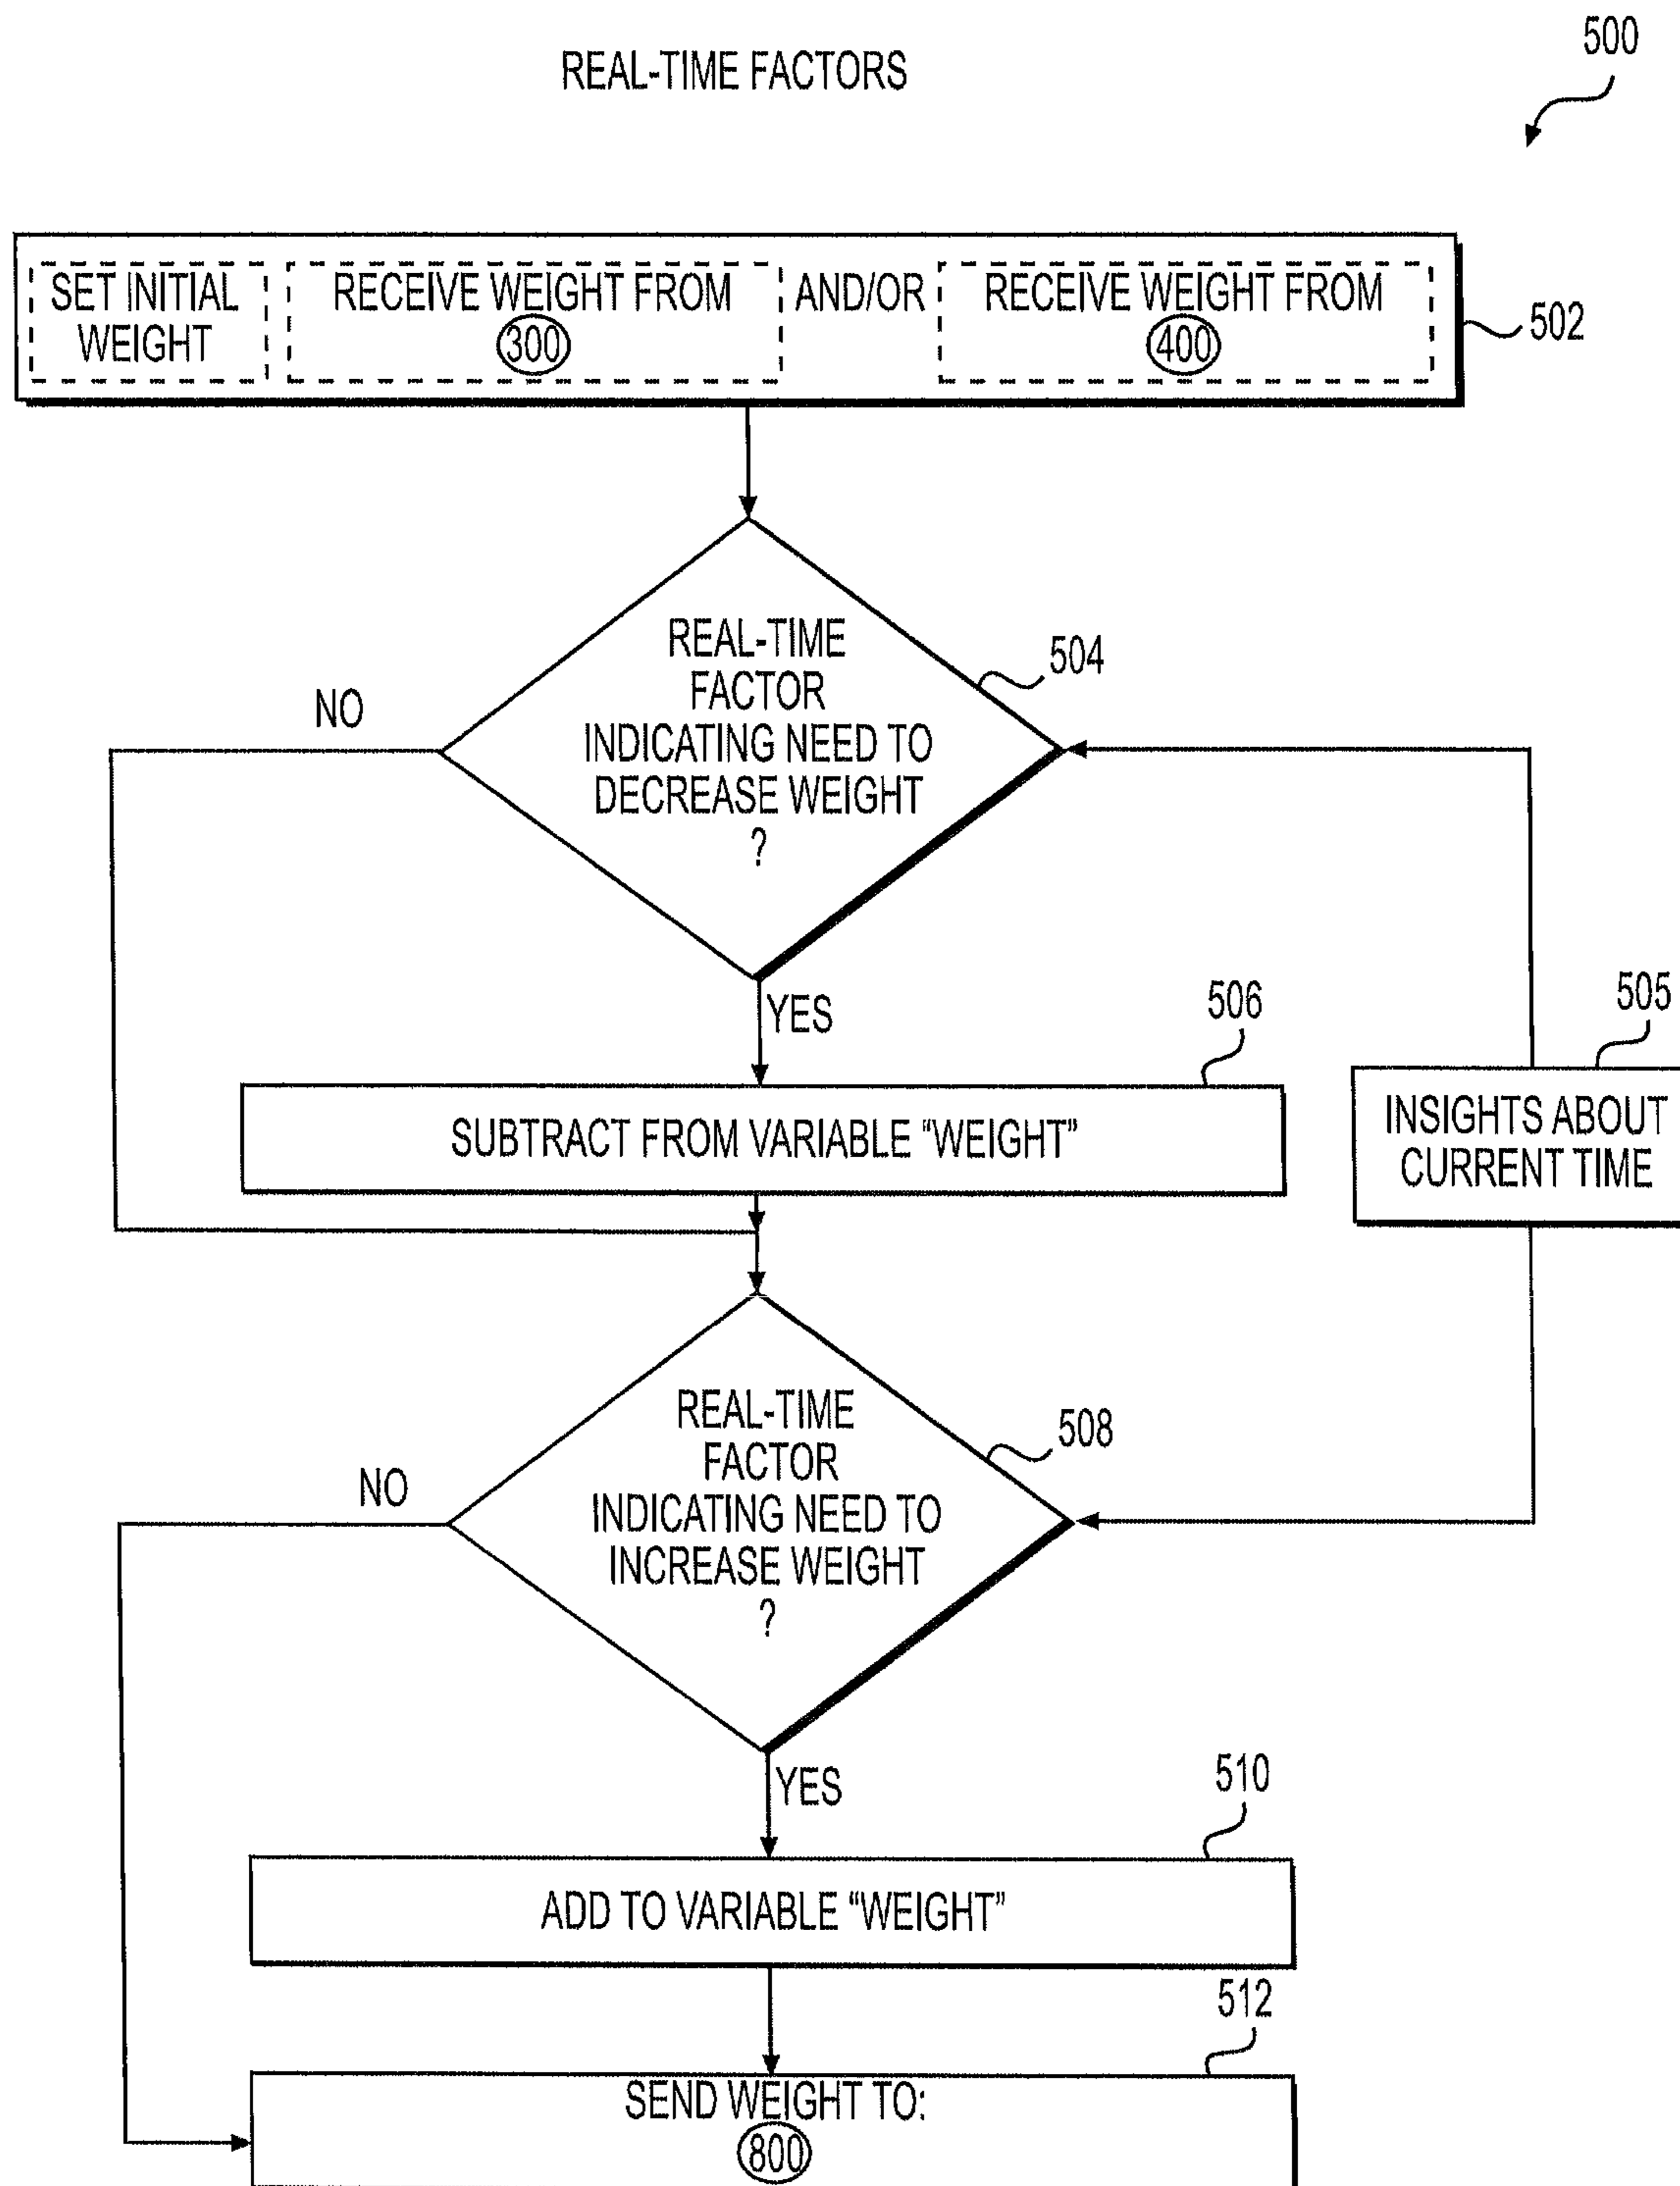 500
REAL-TIME FACTORS
SET INITIAL
WEIGHT
RECEIVE WEIGHT FROM
300
AND/OR
RECEIVE WEIGHT FROM
400
502
REAL-TIME
FACTOR
INDICATING NEED TO
DECREASE WEIGHT
?
504
NO
YES
506
505
SUBTRACT FROM VARIABLE “WEIGHT”
INSIGHTS ABOUT
CURRENT TIME
REAL-TIME
FACTOR
INDICATING NEED TO
INCREASE WEIGHT
?
508
NO
YES
510
ADD TO VARIABLE “WEIGHT”
512
SEND WEIGHT TO:
800